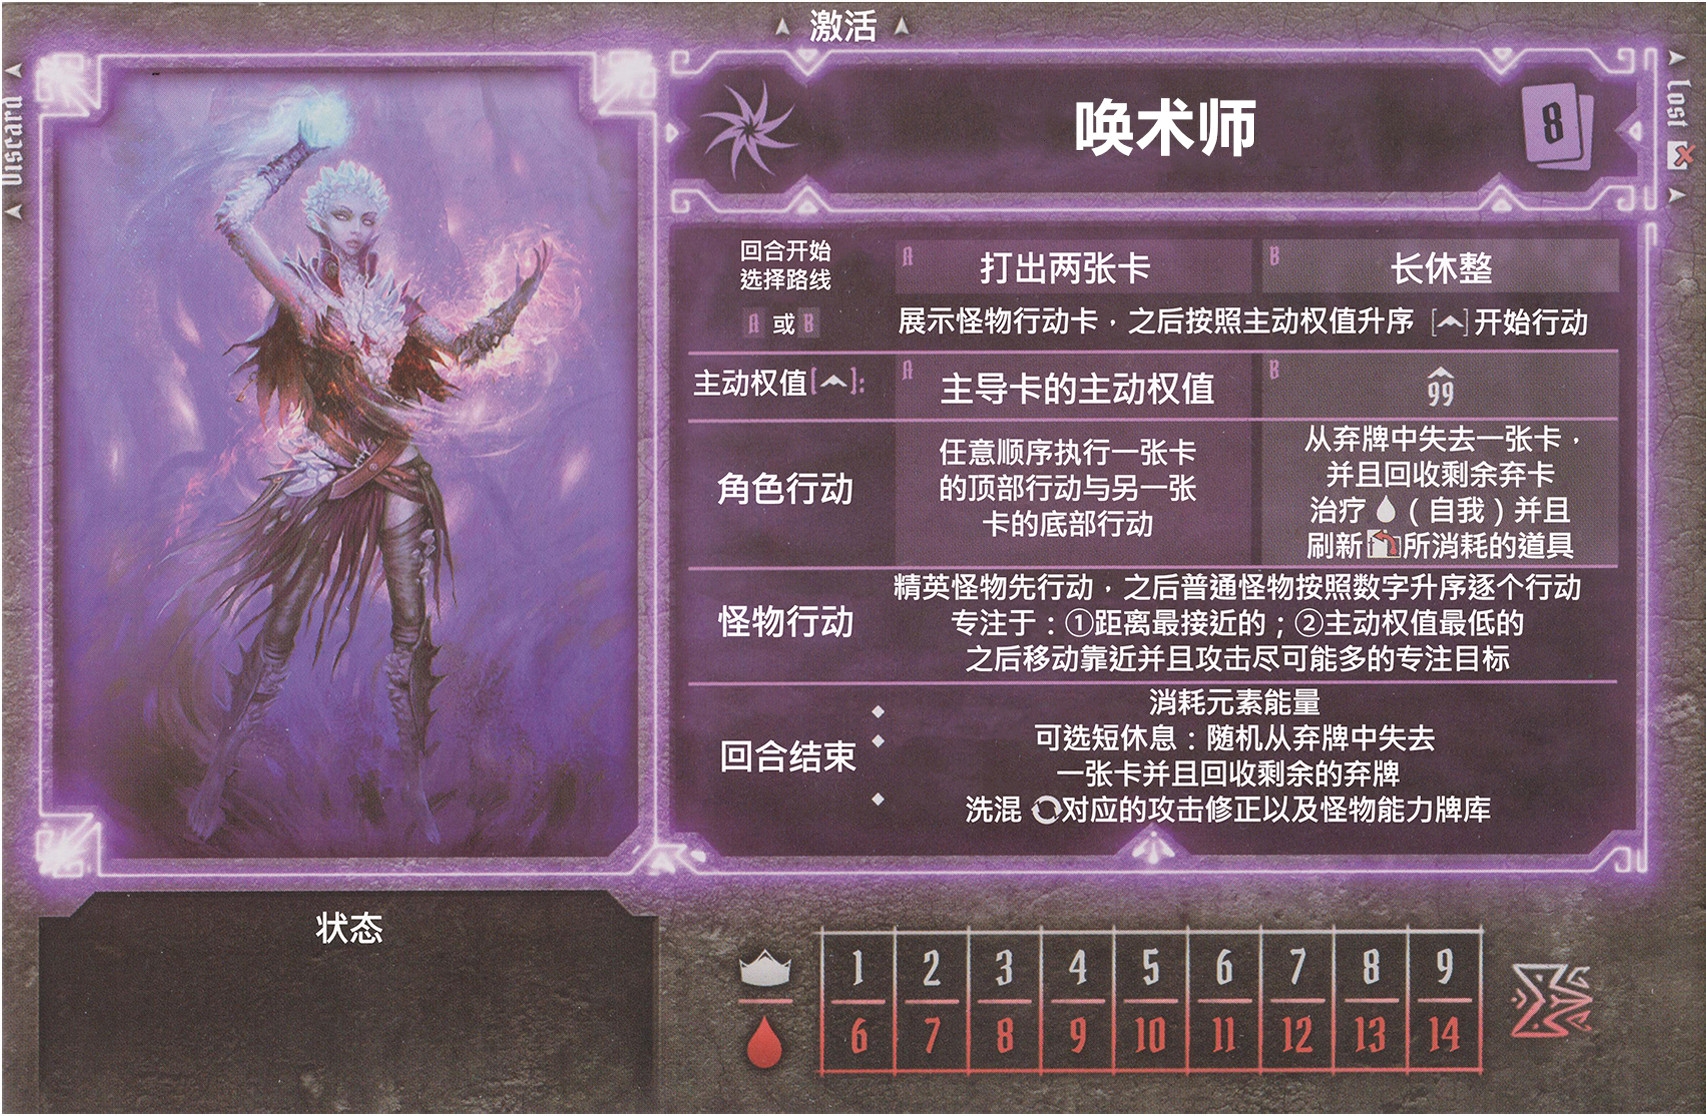 激活
Discard
Lost
唤术师
8
回合开始
选择路线
A 或 B
A 打出两张卡
B 长休整
展示怪物行动卡，之后按照主动权值升序 [ ] 开始行动
主动权值[ ]:
A 主导卡的主动权值
B 99
角色行动
任意顺序执行一张卡
的顶部行动与另一张
卡的底部行动
从弃牌中失去一张卡，
并且回收剩余弃卡
治疗 (自我) 并且
刷新 所消耗的道具
怪物行动
精英怪物先行动，之后普通怪物按照数字升序逐个行动
专注于：①距离最接近的；②主动权值最低的
之后移动靠近并且攻击尽可能多的专注目标
回合结束
消耗元素能量
可选短休息：随机从弃牌中失去
一张卡并且回收剩余的弃牌
洗混 对应的攻击修正以及怪物能力牌库
状态
1 2 3 4 5 6 7 8 9
6 7 8 9 10 11 12 13 14